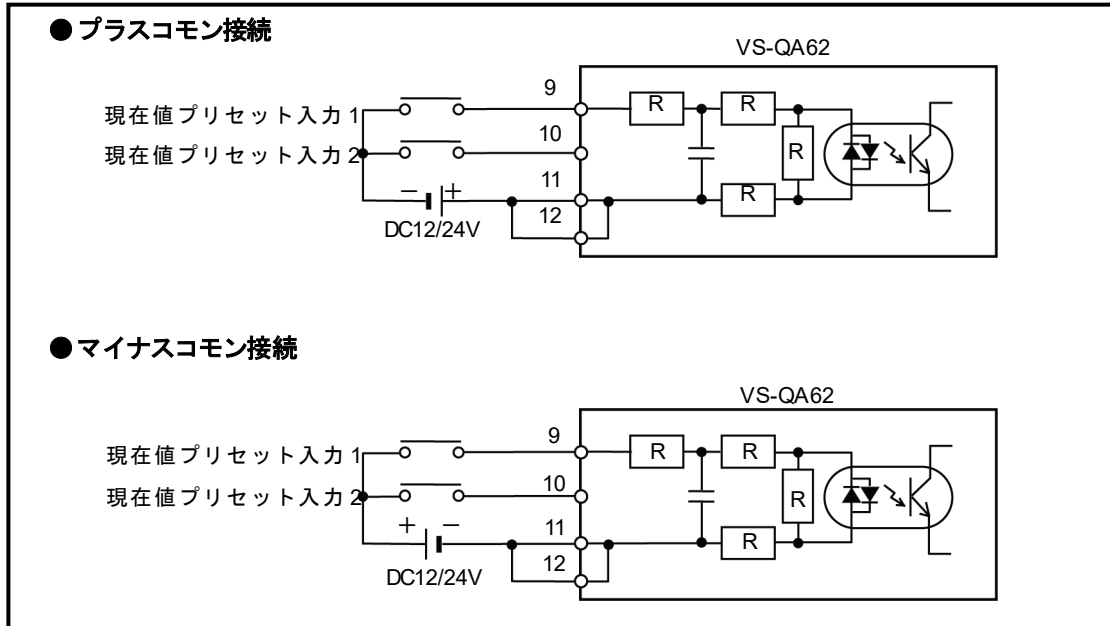 ●プラスコモン接続
VS-QA62
現在値プリセット入力1
9
R
R
現在値プリセット入力2
10
R
11
R
− +
12
DC12/24V
●マイナスコモン接続
VS-QA62
現在値プリセット入力1
9
R
R
現在値プリセット入力2
10
R
11
R
+ −
12
DC12/24V